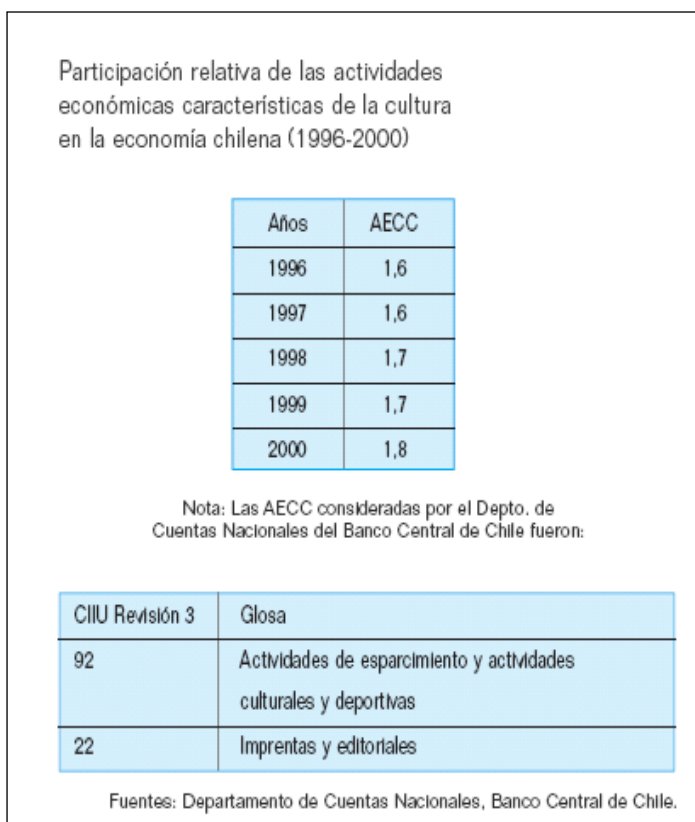 Participación relativa de las actividades
económicas características de la cultura
en la economía chilena (1996-2000)
Años AECC
1996 1,6
1997 1,6
1998 1,7
1999 1,7
2000 1,8
Nota: Las AECC consideradas por el Depto. de
Cuentas Nacionales del Banco Central de Chile fueron:
CIIU Revisión 3 Glosa
92 Actividades de esparcimiento y actividades
culturales y deportivas
22 Imprentas y editoriales
Fuentes: Departamento de Cuentas Nacionales, Banco Central de Chile.